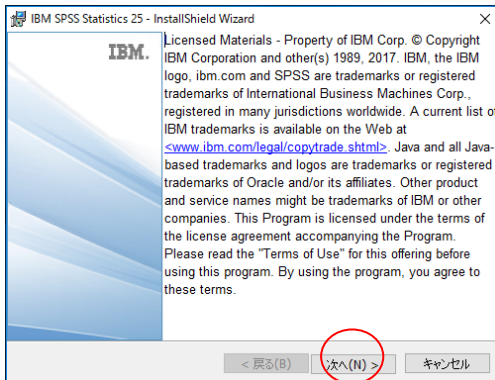 IBM SPSS Statistics 25 - InstallShield Wizard
IBM.
Licensed Materials - Property of IBM Corp. © Copyright
IBM Corporation and other(s) 1989, 2017. IBM, the IBM
logo, ibm.com and SPSS are trademarks or registered
trademarks of International Business Machines Corp.,
registered in many jurisdictions worldwide. A current list of
IBM trademarks is available on the Web at
<www.ibm.com/legal/copytrade.shtml>. Java and all Java-
based trademarks and logos are trademarks or registered
trademarks of Oracle and/or its affiliates. Other product
and service names might be trademarks of IBM or other
companies. This Program is licensed under the terms of
the license agreement accompanying the Program.
Please read the "Terms of Use" for this offering before
using this program. By using the program, you agree to
these terms.
< 戻る(B) 次へ(N) > キャンセル